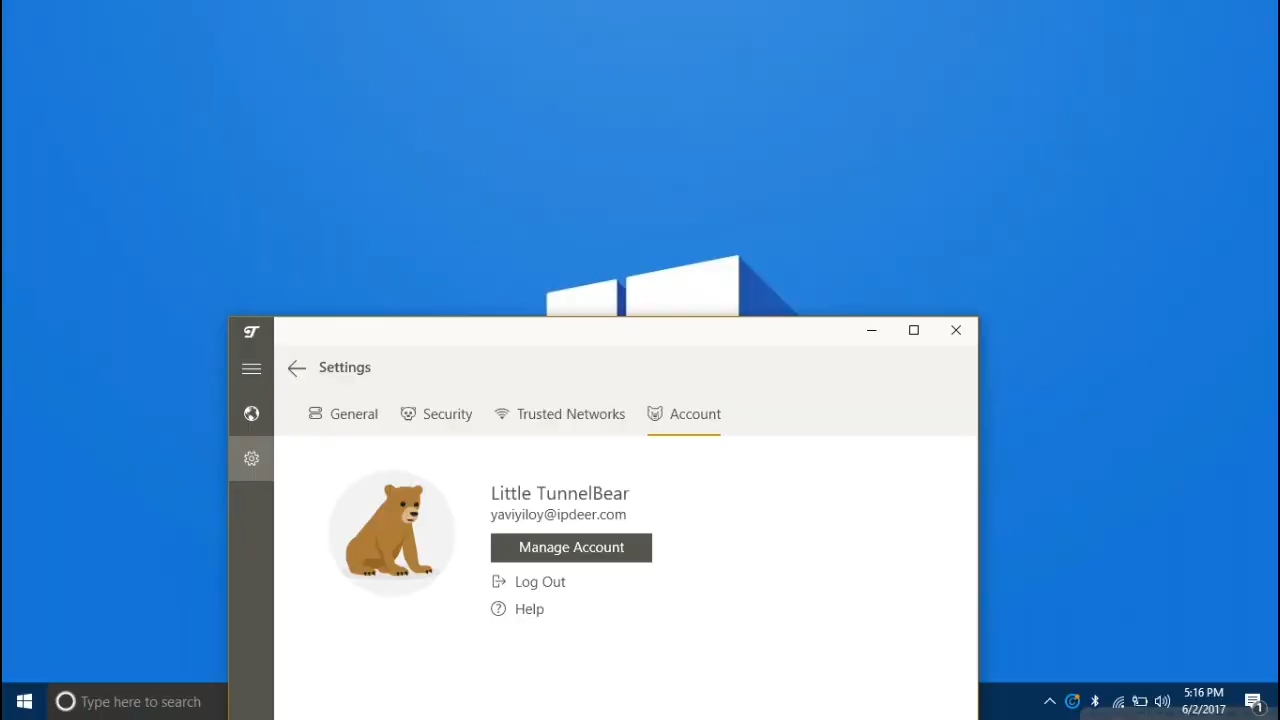 Settings
General Security Trusted Networks Account
Little TunnelBear
yaviyiloy@ipdeer.com
Manage Account
Log Out
Help
Type here to search
5:16 PM
6/2/2017
1